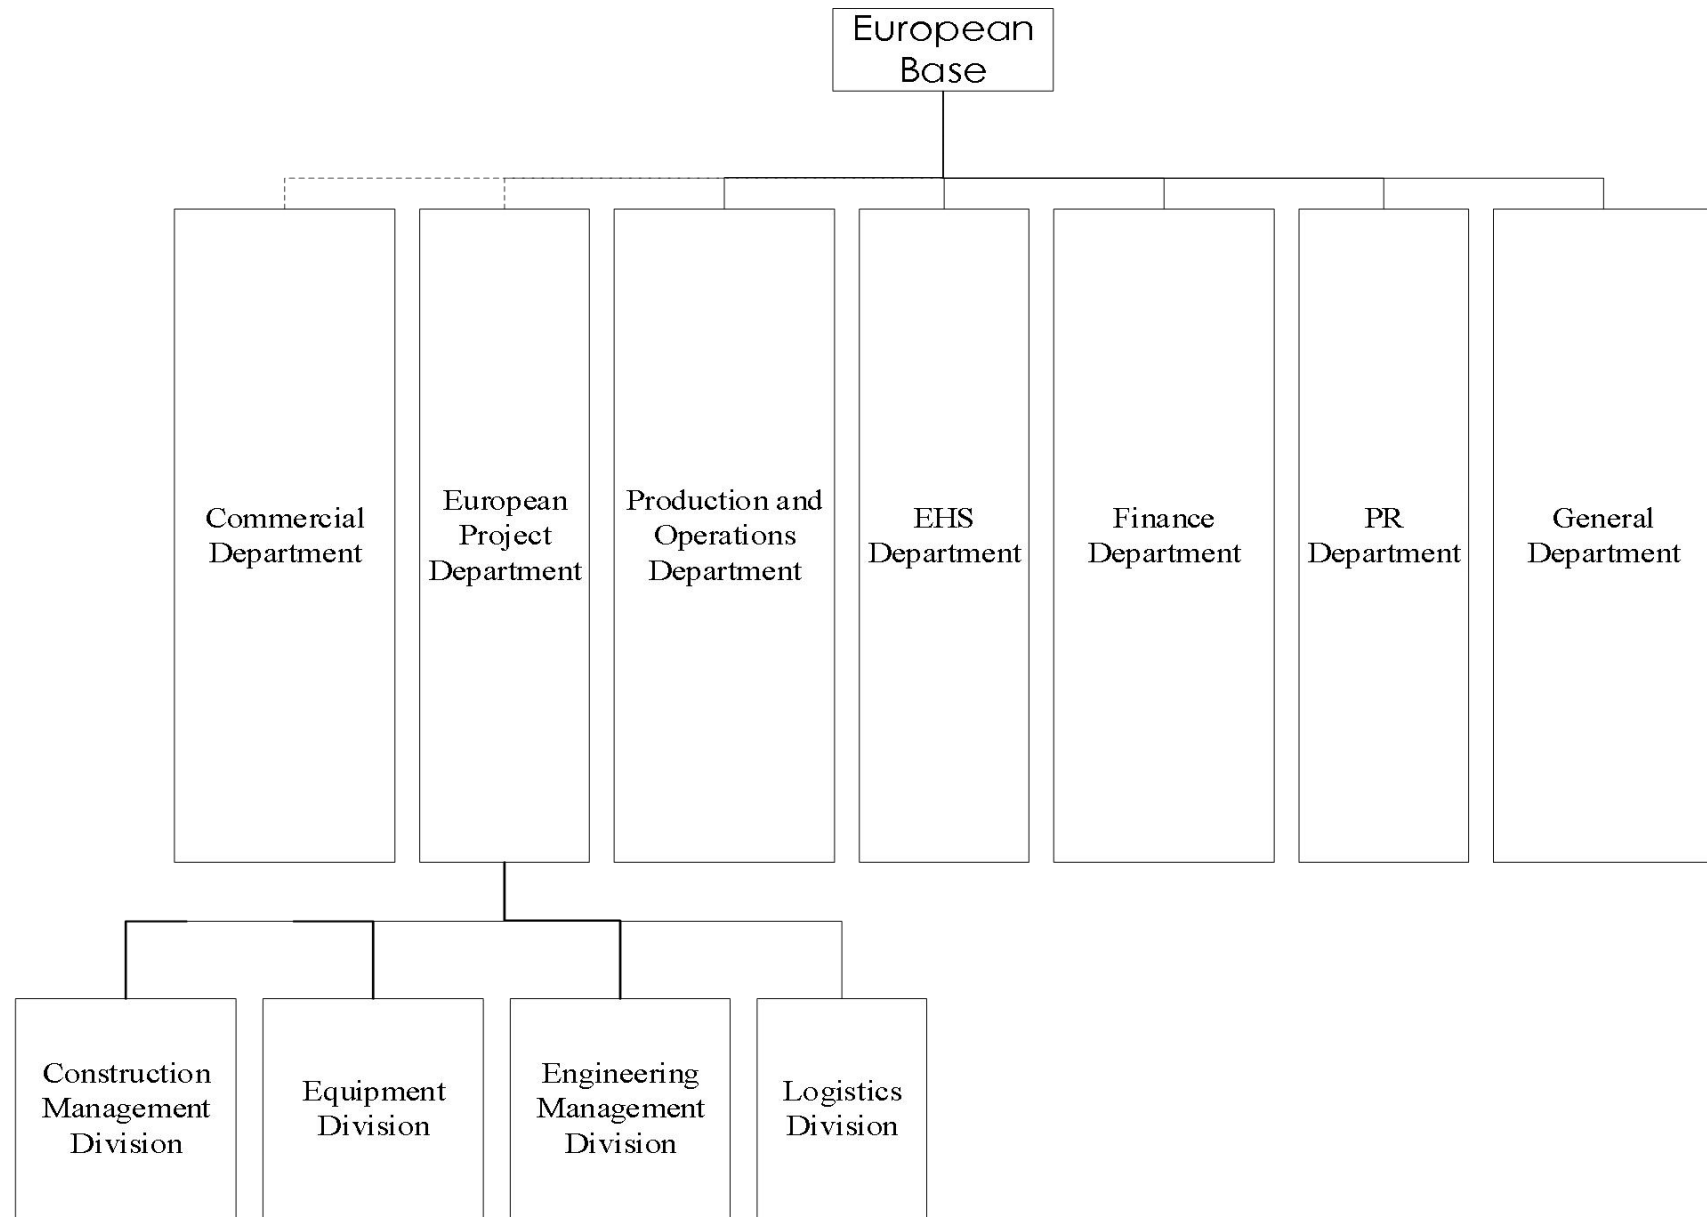 European
Base
Commercial
Department
European
Project
Department
Production and
Operations
Department
EHS
Department
Finance
Department
PR
Department
General
Department
Construction
Management
Division
Equipment
Division
Engineering
Management
Division
Logistics
Division